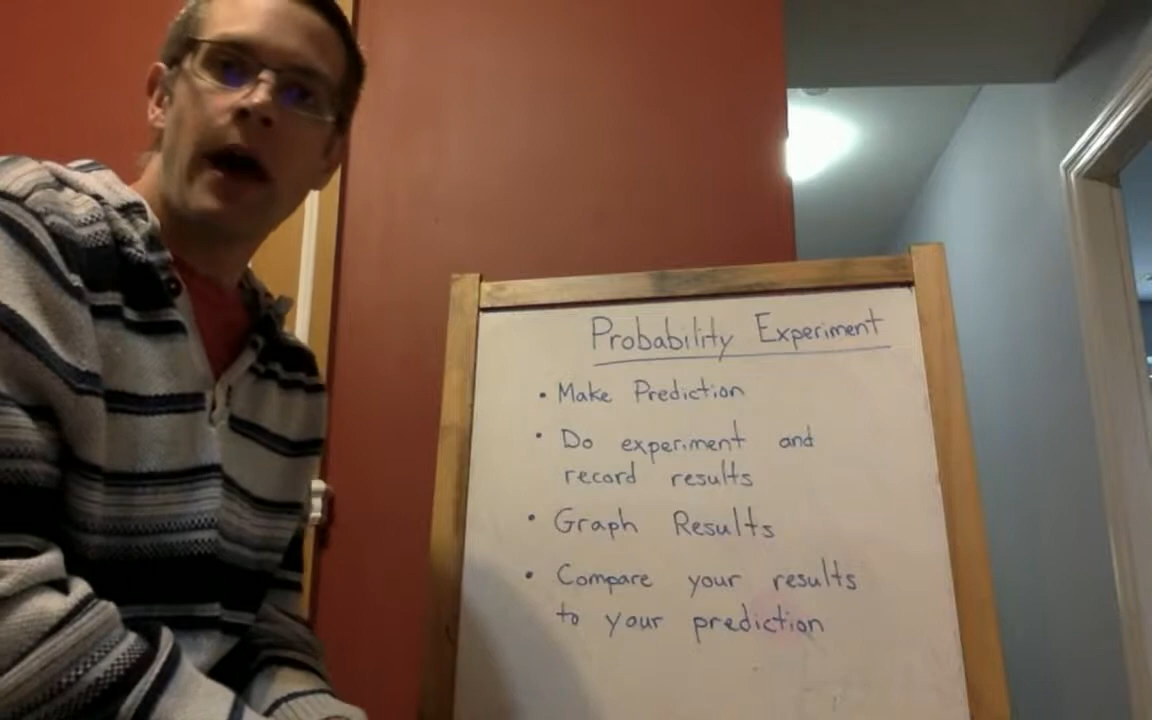 Probability Experiment
• Make Prediction
• Do experiment and
record results
• Graph Results
• Compare your results
to your prediction